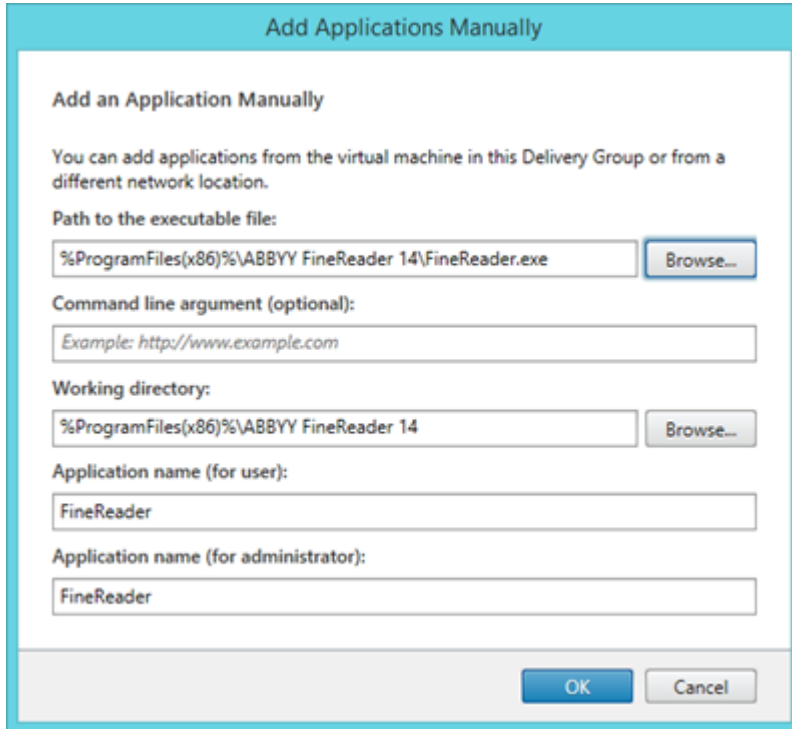 Add Applications Manually
Add an Application Manually
You can add applications from the virtual machine in this Delivery Group or from a
different network location.
Path to the executable file:
%ProgramFiles(x86)%\ABBYY FineReader 14\FineReader.exe
Browse...
Command line argument (optional):
Example: http://www.example.com
Working directory:
%ProgramFiles(x86)%\ABBYY FineReader 14
Browse...
Application name (for user):
FineReader
Application name (for administrator):
FineReader
OK
Cancel